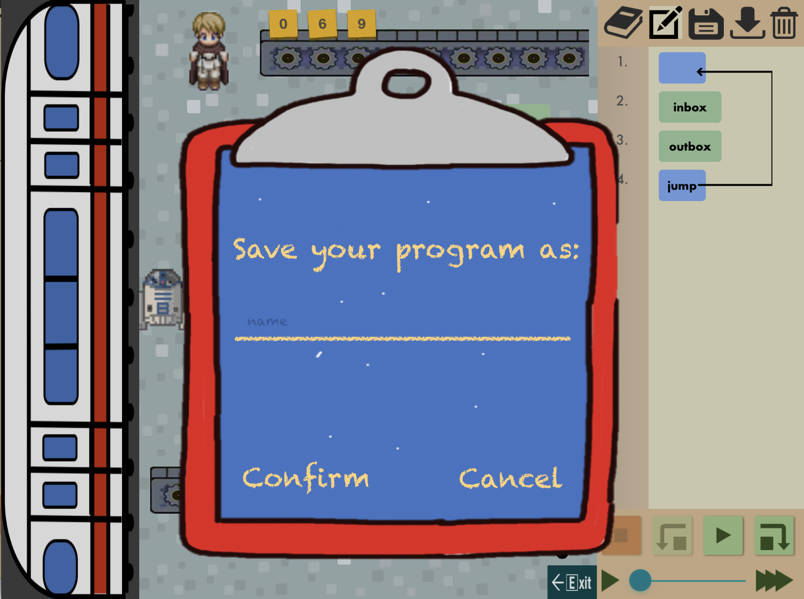 0 6 9
1.
2. inbox
3. outbox
4. jump
Save your program as:
name
Confirm Cancel
←Exit